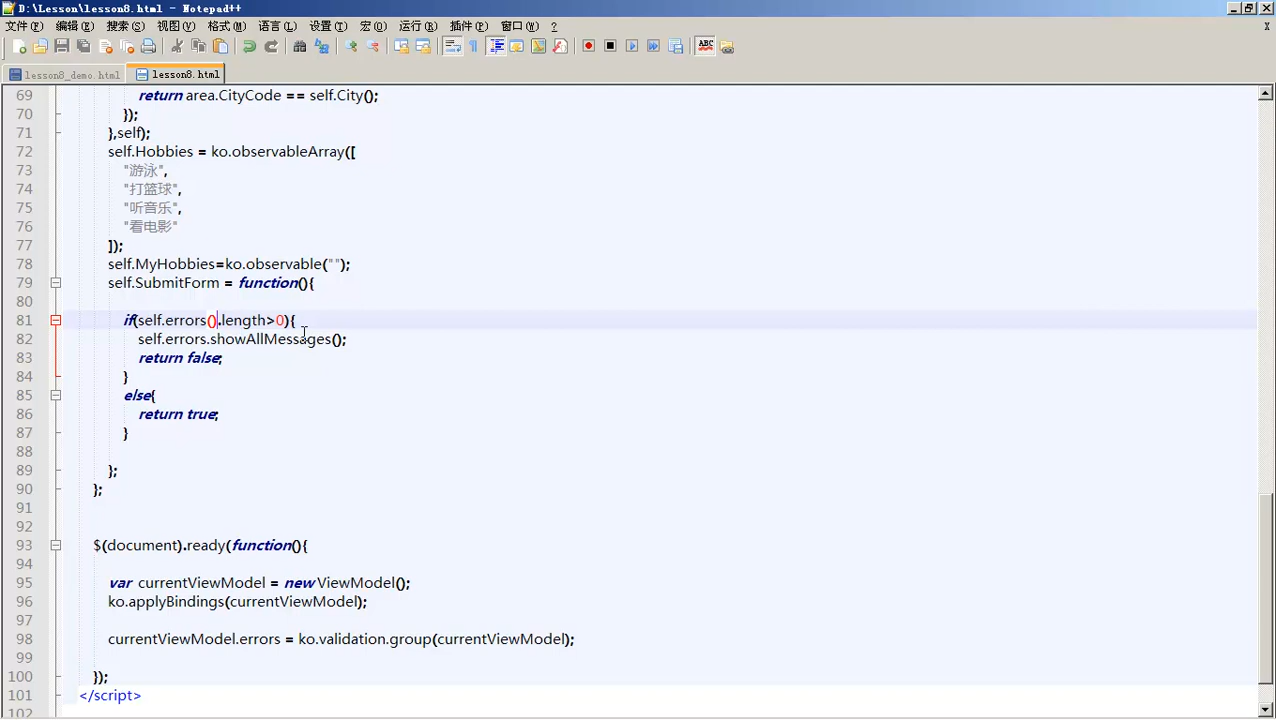 D:\Lesson\lesson8.html - Notepad++
文件(F) 编辑(E) 搜索(S) 视图(V) 格式(M) 语言(L) 设置(T) 宏(O) 运行(R) 插件(P) 窗口(W) ? X
lesson8_demo.html lesson8.html
69 return area.CityCode == self.City();
70 });
71 },self);
72 self.Hobbies = ko.observableArray([
73 "游泳",
74 "打篮球",
75 "听音乐",
76 "看电影"
77 ]);
78 self.MyHobbies=ko.observable("");
79 self.SubmitForm = function(){
80
81 if(self.errors().length>0){
82 self.errors.showAllMessages();
83 return false;
84 }
85 else{
86 return true;
87 }
88
89 };
90 };
91
92
93 $(document).ready(function(){
94
95 var currentViewModel = new ViewModel();
96 ko.applyBindings(currentViewModel);
97
98 currentViewModel.errors = ko.validation.group(currentViewModel);
99
100 });
101 </script>
102